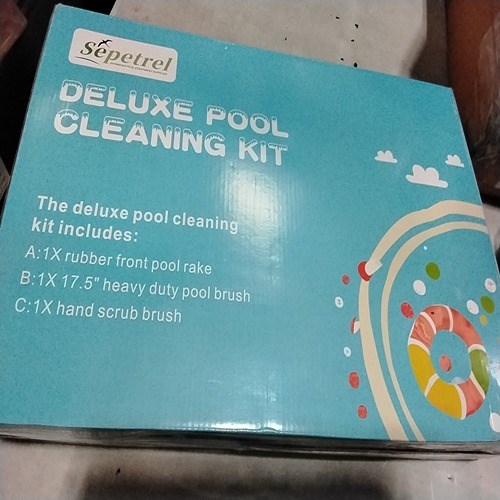 Sepetrel
DELUXE POOL
CLEANING KIT
The deluxe pool cleaning
kit includes:
A:1X rubber front pool rake
B:1X 17.5" heavy duty pool brush
C:1X hand scrub brush